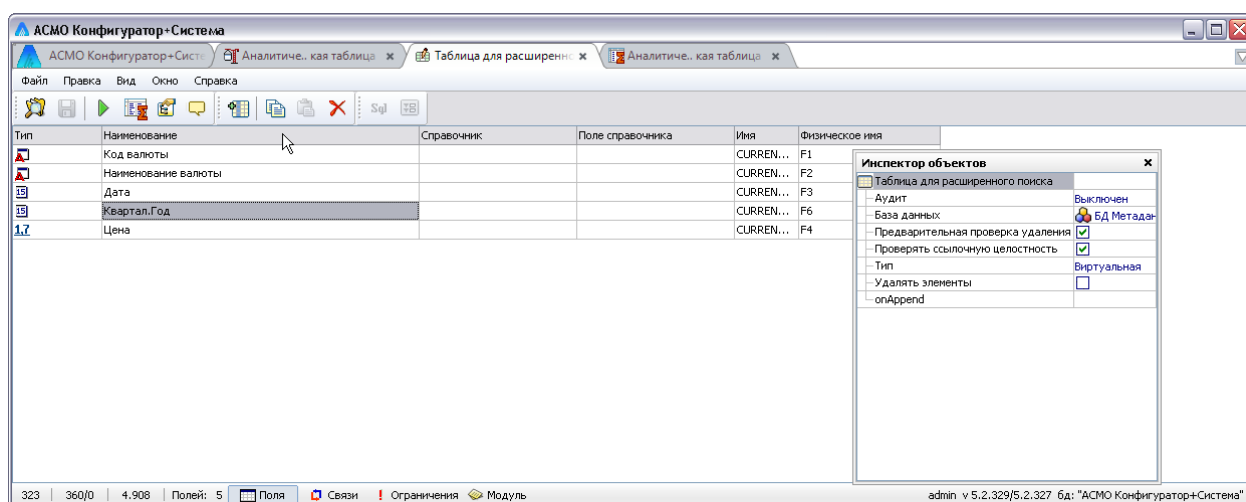 АСМО Конфигуратор+Система
АСМО Конфигуратор+Систе Аналитиче.. кая таблица Таблица для расширенно Аналитиче.. кая таблица
Файл Правка Вид Окно Справка
Sql
Тип Наименование Справочник Поле справочника Имя Физическое имя
Код валюты CURREN... F1
Наименование валюты CURREN... F2
15 Дата CURREN... F3
15 Квартал.Год CURREN... F6
1,7 Цена CURREN... F4
Инспектор объектов
Таблица для расширенного поиска
Аудит Выключен
База данных БД Метадан
Предварительная проверка удаления
Проверять ссылочную целостность
Тип Виртуальная
Удалять элементы
onAppend
323 360/0 4.908 Полей: 5 Поля Связи Ограничения Модуль admin v 5.2.329/5.2.327 бд: "АСМО Конфигуратор+Система"